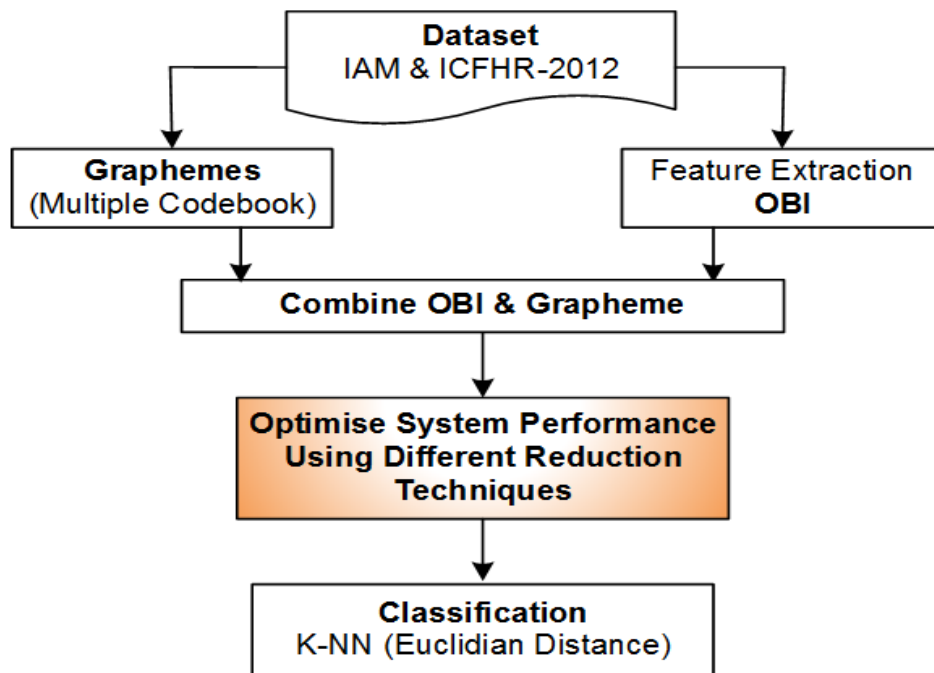 Dataset
IAM & ICFHR-2012
Graphemes
(Multiple Codebook)
Feature Extraction
OBI
Combine OBI & Grapheme
Optimise System Performance
Using Different Reduction
Techniques
Classification
K-NN (Euclidian Distance)